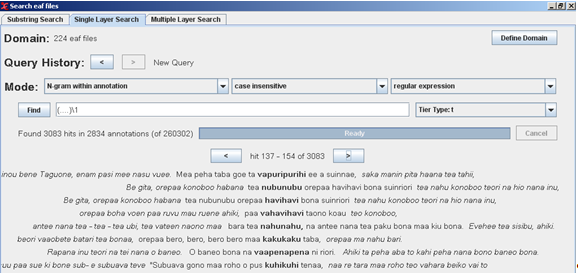 Search eaf files
Substring Search Single Layer Search Multiple Layer Search
Domain: 224 eaf files Define Domain
Query History: < > New Query
Mode: N-gram within annotation case insensitive regular expression
Find (....)\1 Tier Type: t
Found 3083 hits in 2834 annotations (of 260302) Ready Cancel
< hit 137 - 154 of 3083 >
inou bene Taguone, enam pasi mee nasu vuee. Mea peha taba goe ta vapuripurihi ee a suinnae, saka manin pita haana tea tahii,
Be gita, orepaa konoboo habana tea nubunubu orepaa havihavi bona suinriori tea nahu konoboo teori na hio nana inu,
Be gita, orepaa konoboo habana tea nubunubu orepaa havihavi bona suinriori tea nahu konoboo teori na hio nana inu,
orepaa boha voen paa ruvu mau ruene ahiki, paa vahavihavi taono koau teo konoboo,
antee nana tea - tea - tea ubi, tea vateen naono maa bara tea nahunahu, na antee nana tea paku bona maa kiu bona. Evehee tea sisibu, ahiki.
beori vaaobete batari tea bonaa, orepaa bero, bero, bero bero maa kakukaku taba, orepaa ma nahu bari.
Rapana inu teori na tei nana o banana. O baneo bona na vaapenapena ni riori. Ahiki ta peha aba to kahi peha nana bono baneo bona.
uu paa sue ki bone sub- e subuava teve *Subuava gono maa roho o pus kuhikuhi tenaa, naa re tara maa roho teo vahara beiko vai to